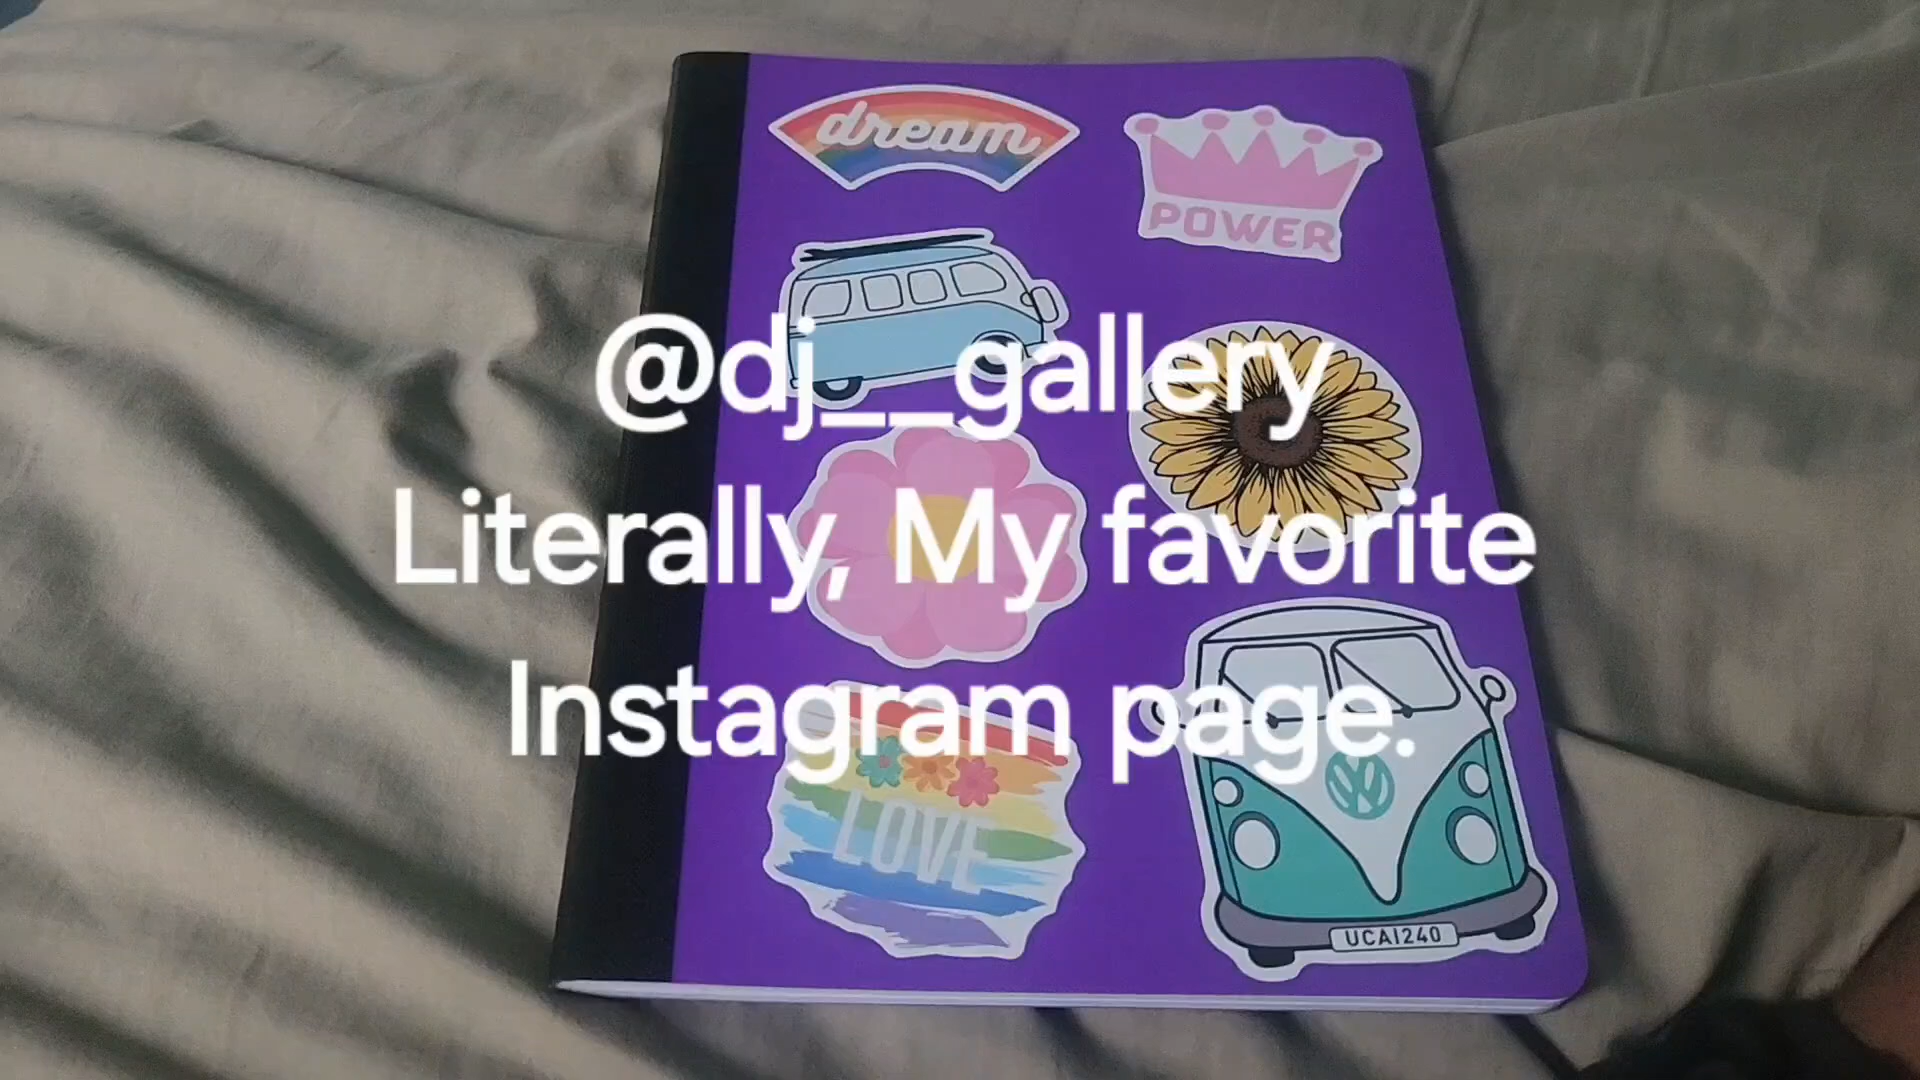 dream
POWER
@dj__gallery
Literally, My favorite
Instagram page.
LOVE
UCAI240